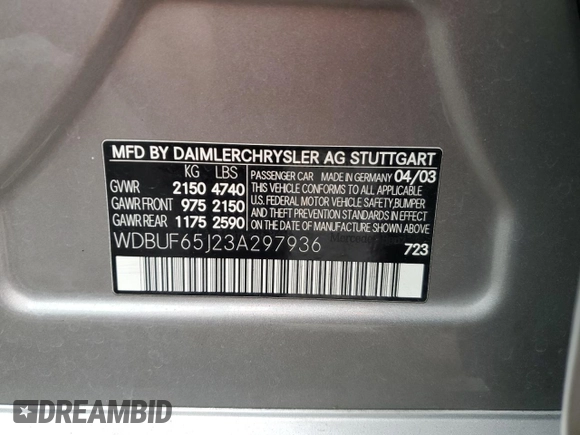 MFD BY DAIMLERCHRYSLER AG STUTTGART
KG LBS
GVWR 2150 4740
GAWR FRONT 975 2150
GAWR REAR 1175 2590
PASSENGER CAR MADE IN GERMANY 04/03
THIS VEHICLE CONFORMS TO ALL APPLICABLE
U.S. FEDERAL MOTOR VEHICLE SAFETY,BUMPER
AND THEFT PREVENTION STANDARDS IN EFFECT
ON THE DATE OF MANUFACTURE SHOWN ABOVE.
WDBUF65J23A297936
723
DREAMBID